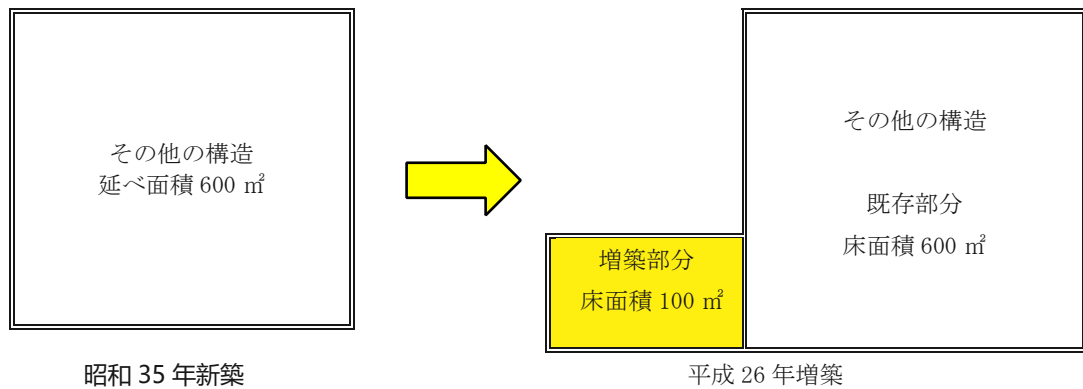 その他の構造
延べ面積 600 ㎡
昭和 35 年新築
その他の構造
既存部分
床面積 600 ㎡
増築部分
床面積 100 ㎡
平成 26 年増築